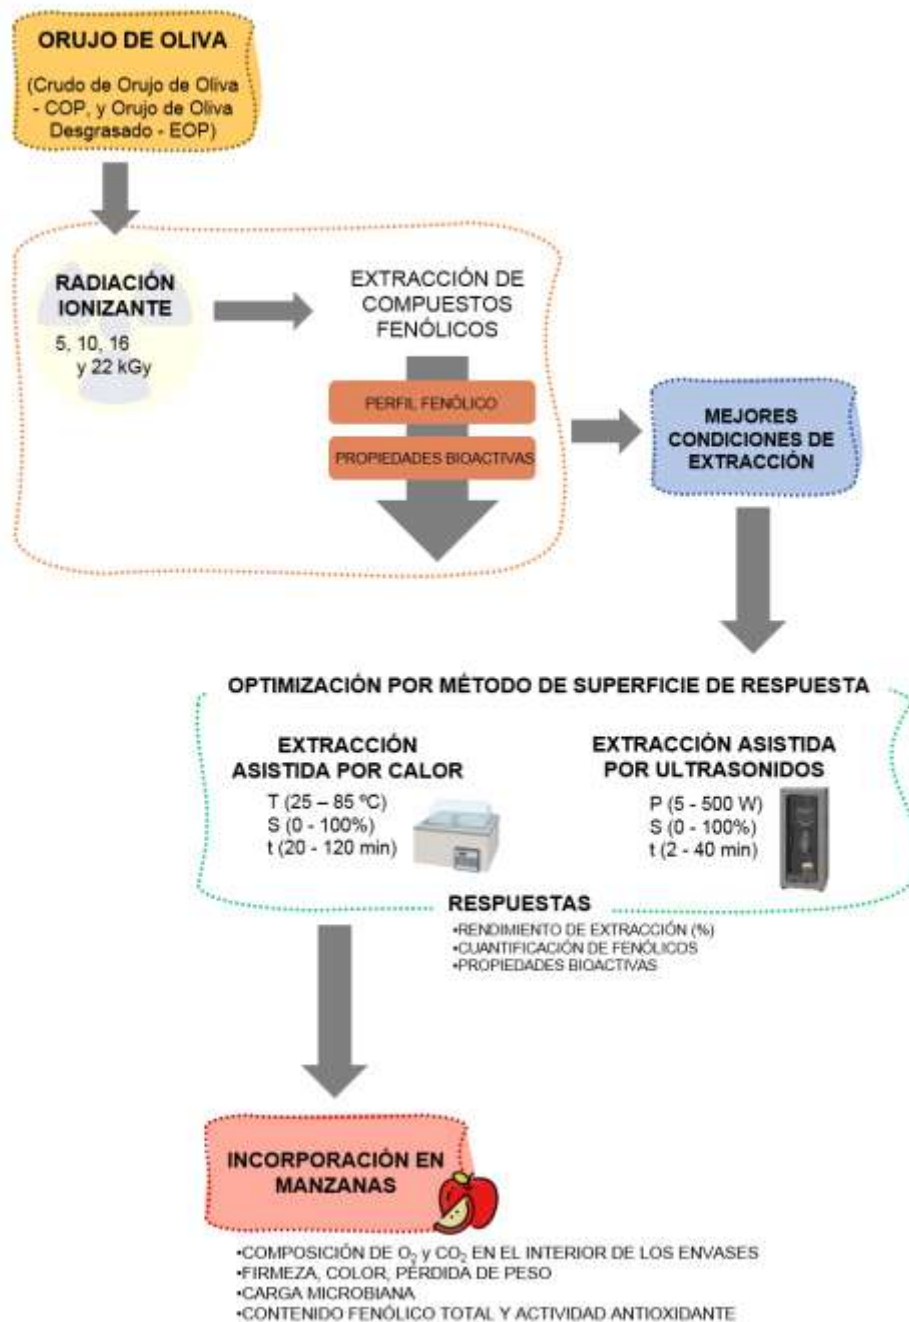 ORUJO DE OLIVA
(Crudo de Orujo de Oliva
- COP, y Orujo de Oliva
Desgrasado - EOP)
RADIACIÓN
IONIZANTE
5, 10, 16
y 22 kGy
EXTRACCIÓN DE
COMPUESTOS
FENÓLICOS
PERFIL FENÓLICO
PROPIEDADES BIOACTIVAS
MEJORES
CONDICIONES DE
EXTRACCIÓN
OPTIMIZACIÓN POR MÉTODO DE SUPERFICIE DE RESPUESTA
EXTRACCIÓN
ASISTIDA POR CALOR
T (25 – 85 ºC)
S (0 - 100%)
t (20 - 120 min)
EXTRACCIÓN ASISTIDA
POR ULTRASONIDOS
P (5 - 500 W)
S (0 - 100%)
t (2 - 40 min)
RESPUESTAS
•RENDIMIENTO DE EXTRACCIÓN (%)
•CUANTIFICACIÓN DE FENÓLICOS
•PROPIEDADES BIOACTIVAS
INCORPORACIÓN EN
MANZANAS
•COMPOSICIÓN DE O₂ y CO₂ EN EL INTERIOR DE LOS ENVASES
•FIRMEZA, COLOR, PÉRDIDA DE PESO
•CARGA MICROBIANA
•CONTENIDO FENÓLICO TOTAL Y ACTIVIDAD ANTIOXIDANTE